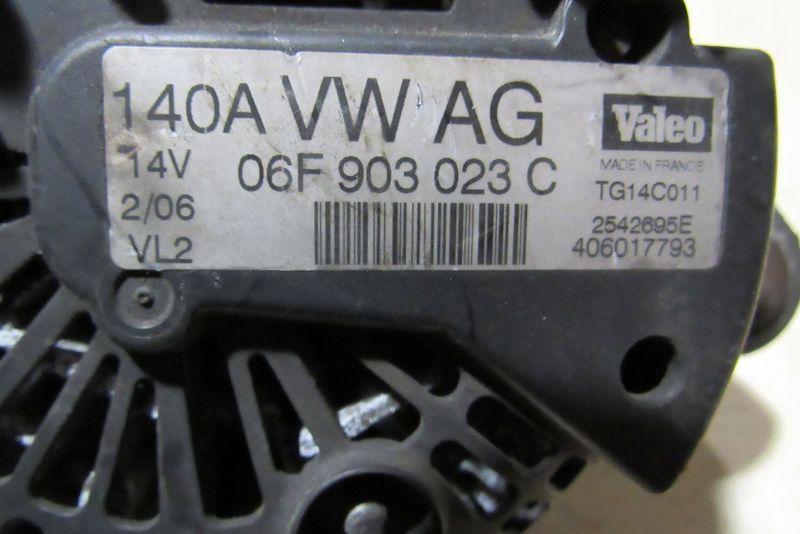 140A VW AG
Valeo
MADE IN FRANCE
14V
06F 903 023 C
TG14C011
2/06
2542695E
VL2
406017793